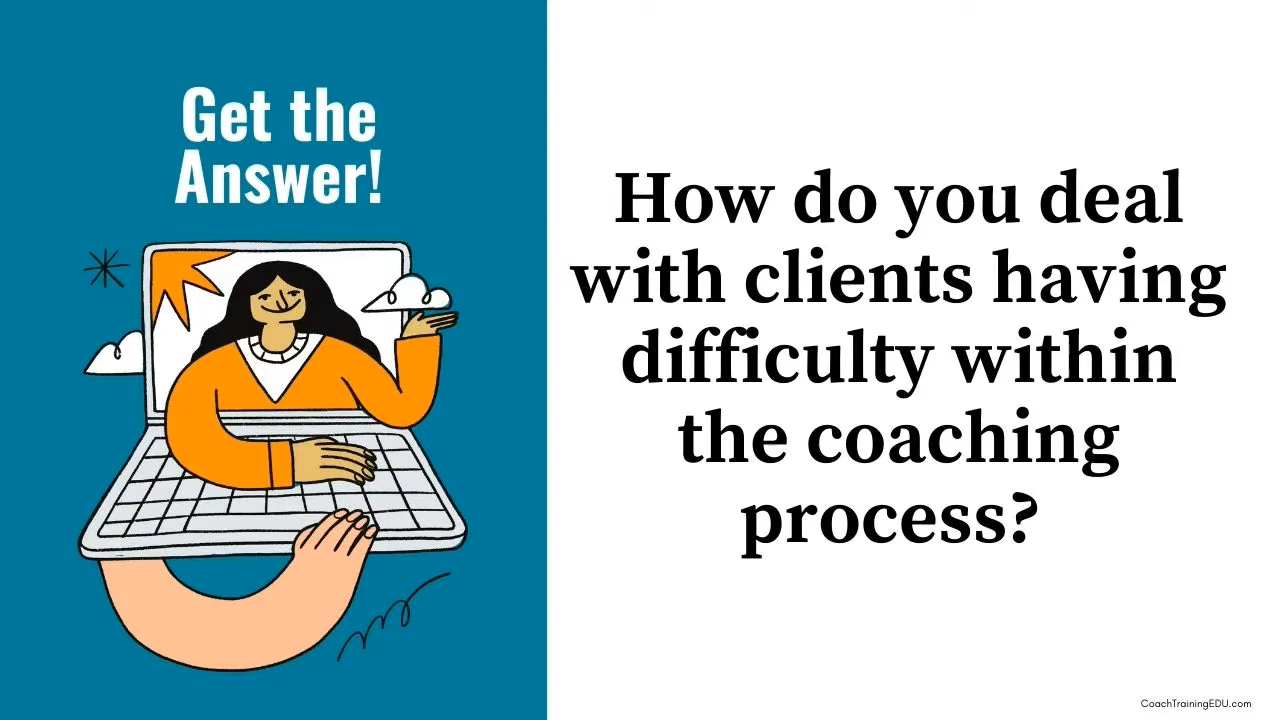 Get the
Answer!
How do you deal
with clients having
difficulty within
the coaching
process?
CoachTrainingEDU.com